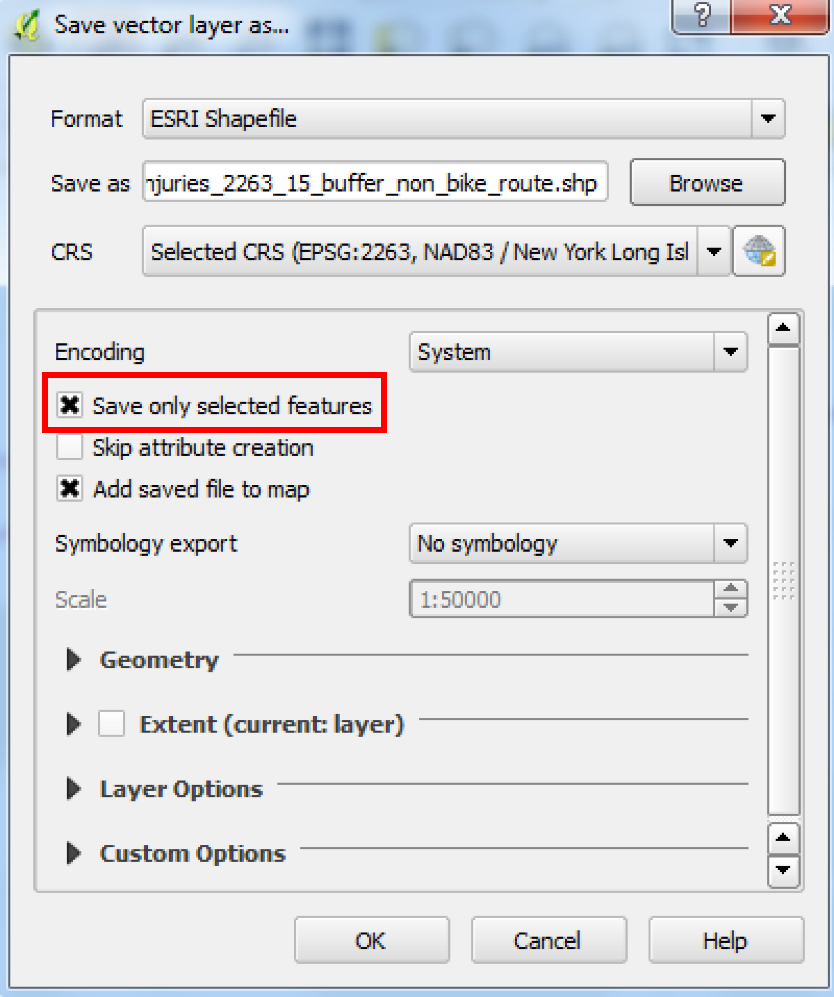 Save vector layer as...
Format ESRI Shapefile
Save as njuries_2263_15_buffer_non_bike_route.shp Browse
CRS Selected CRS (EPSG:2263, NAD83 / New York Long Isl
Encoding System
Save only selected features
Skip attribute creation
Add saved file to map
Symbology export No symbology
Scale 1:50000
Geometry
Extent (current: layer)
Layer Options
Custom Options
OK Cancel Help